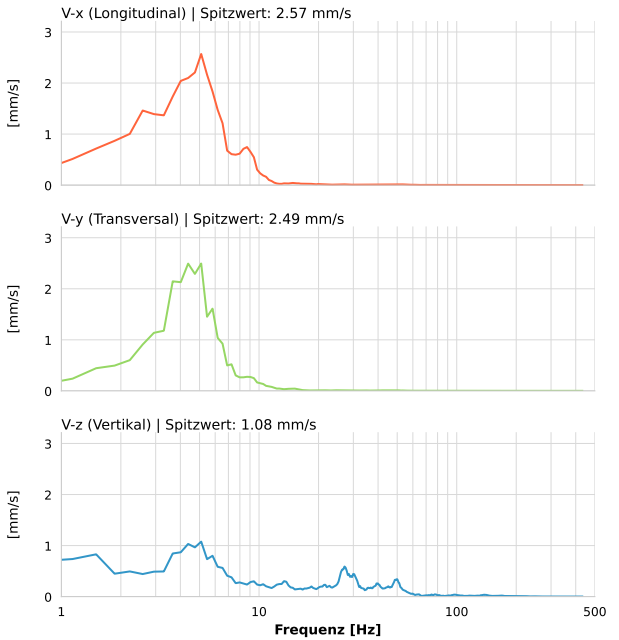 V-x (Longitudinal) | Spitzwert: 2.57 mm/s
3
2
1
0
[mm/s]
V-y (Transversal) | Spitzwert: 2.49 mm/s
3
2
1
0
[mm/s]
V-z (Vertikal) | Spitzwert: 1.08 mm/s
3
2
1
0
[mm/s]
1 10 100 500
Frequenz [Hz]